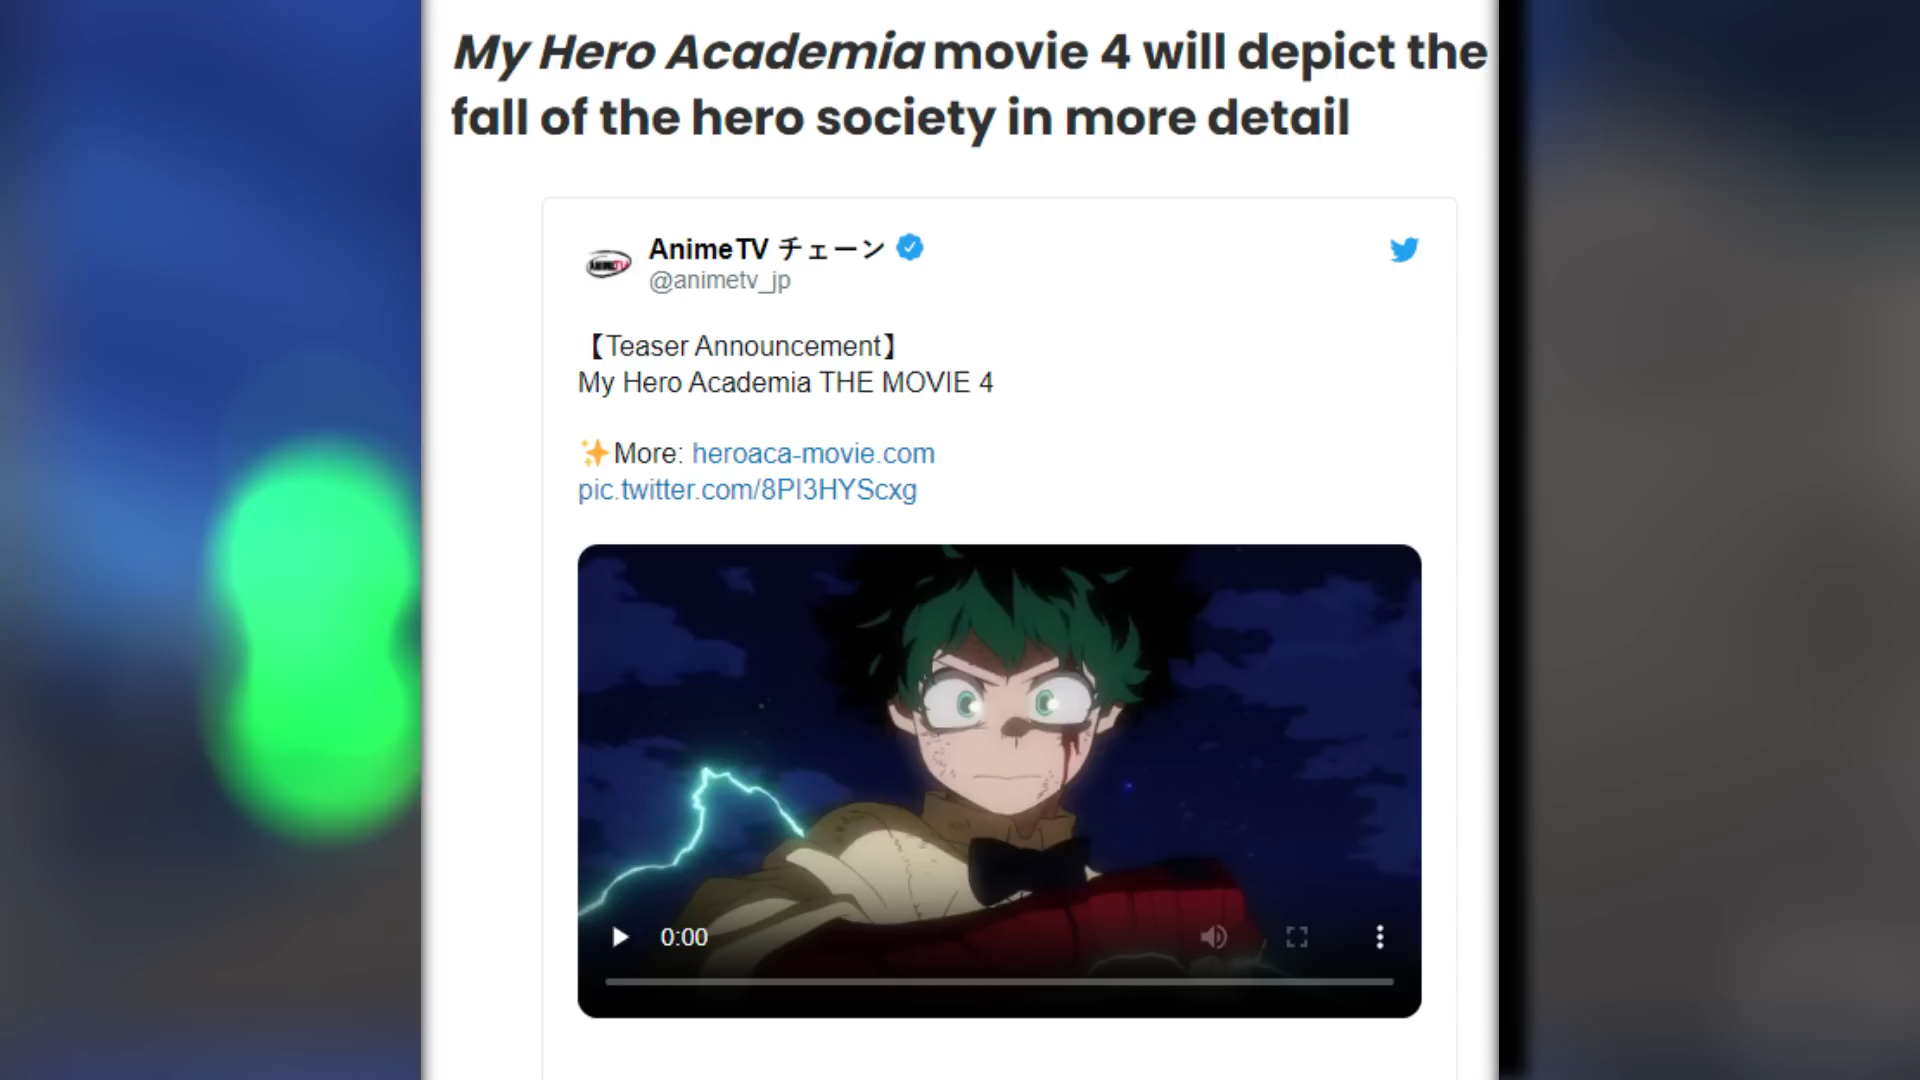 My Hero Academia movie 4 will depict the
fall of the hero society in more detail
AnimeTV チェーン
@animetv_jp
【Teaser Announcement】
My Hero Academia THE MOVIE 4
✨More: heroaca-movie.com
pic.twitter.com/8PI3HYScxg
0:00